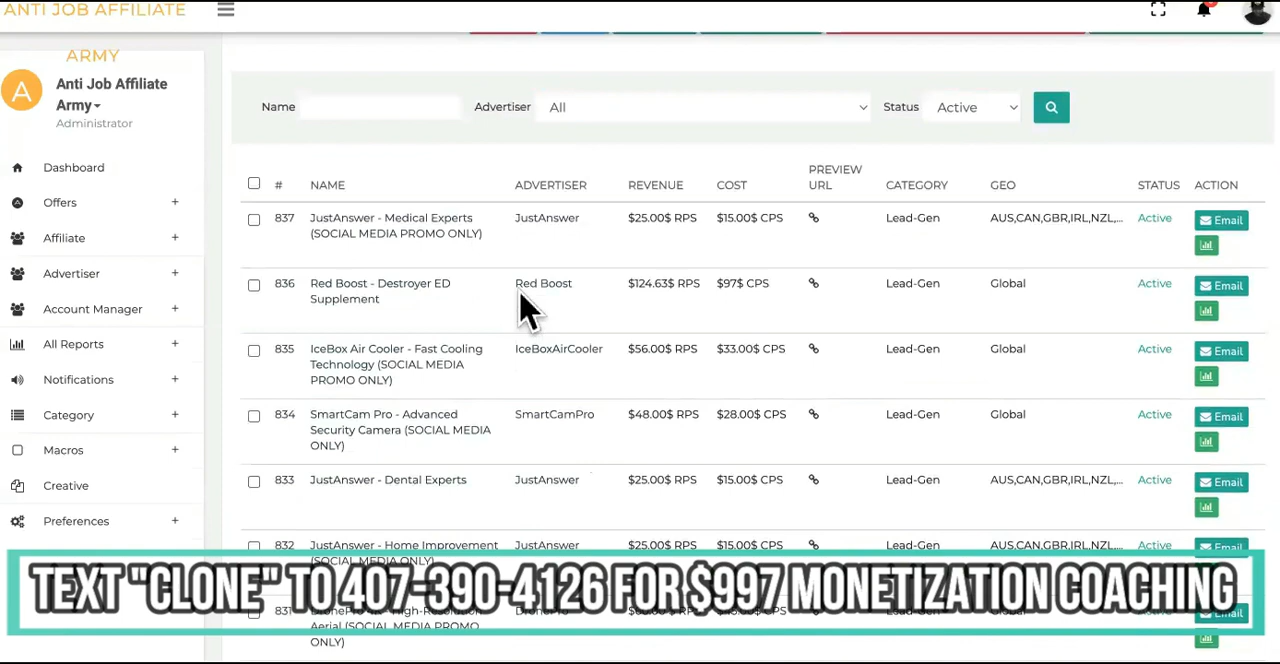 ANTI JOB AFFILIATE
ARMY
A
Anti Job Affiliate
Army
Administrator
Dashboard
Offers +
Affiliate +
Advertiser +
Account Manager +
All Reports +
Notifications +
Category +
Macros +
Creative
Preferences +
Name Advertiser All Status Active
# NAME ADVERTISER REVENUE COST PREVIEW URL CATEGORY GEO STATUS ACTION
837 JustAnswer - Medical Experts JustAnswer $25.00$ RPS $15.00$ CPS Lead-Gen AUS,CAN,GBR,IRL,NZL,... Active Email
(SOCIAL MEDIA PROMO ONLY)
836 Red Boost - Destroyer ED Red Boost $124.63$ RPS $97$ CPS Lead-Gen Global Active Email
Supplement
835 IceBox Air Cooler - Fast Cooling IceBoxAirCooler $56.00$ RPS $33.00$ CPS Lead-Gen Global Active Email
Technology (SOCIAL MEDIA
PROMO ONLY)
834 SmartCam Pro - Advanced SmartCamPro $48.00$ RPS $28.00$ CPS Lead-Gen Global Active Email
Security Camera (SOCIAL MEDIA
ONLY)
833 JustAnswer - Dental Experts JustAnswer $25.00$ RPS $15.00$ CPS Lead-Gen AUS,CAN,GBR,IRL,NZL,... Active Email
832 JustAnswer - Home Improvement JustAnswer $25.00$ RPS $15.00$ CPS Lead-Gen AUS,CAN,GBR,IRL,NZL,... Active Email
(SOCIAL MEDIA ONLY)
TEXT "CLONE" TO 407-390-4126 FOR $997 MONETIZATION COACHING
831 Email
Aerial (SOCIAL MEDIA PROMO
ONLY)